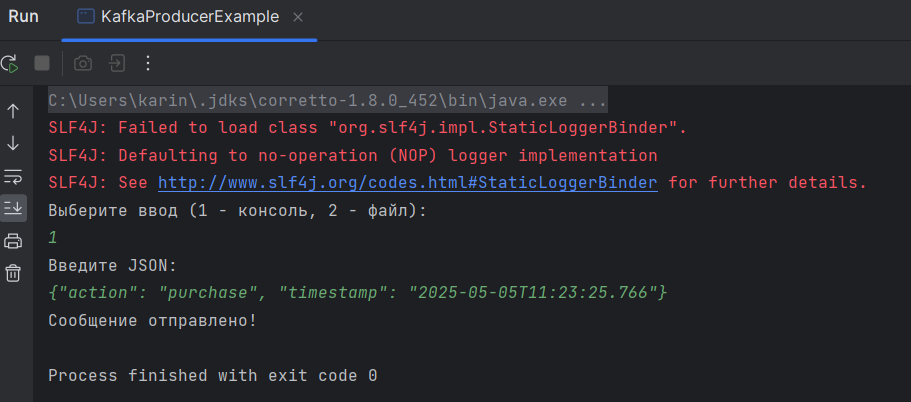 Run
KafkaProducerExample
C:\Users\karin\.jdks\corretto-1.8.0_452\bin\java.exe ...
SLF4J: Failed to load class "org.slf4j.impl.StaticLoggerBinder".
SLF4J: Defaulting to no-operation (NOP) logger implementation
SLF4J: See http://www.slf4j.org/codes.html#StaticLoggerBinder for further details.
Выберите ввод (1 - консоль, 2 - файл):
1
Введите JSON:
{"action": "purchase", "timestamp": "2025-05-05T11:23:25.766"}
Сообщение отправлено!
Process finished with exit code 0